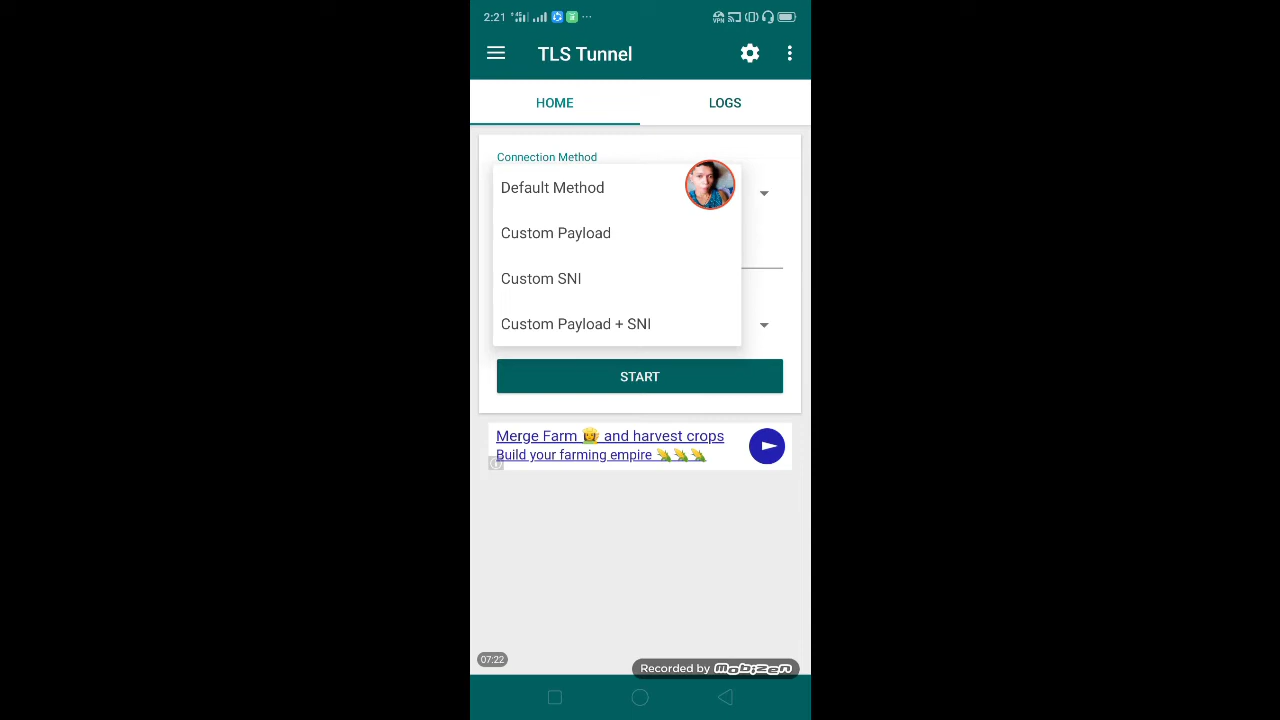 2:21
TLS Tunnel
HOME
LOGS
Connection Method
Default Method
Custom Payload
Custom SNI
Custom Payload + SNI
START
Merge Farm 👩‍🌾 and harvest crops
Build your farming empire 🌽🌽🌽
07:22
Recorded by mobizen